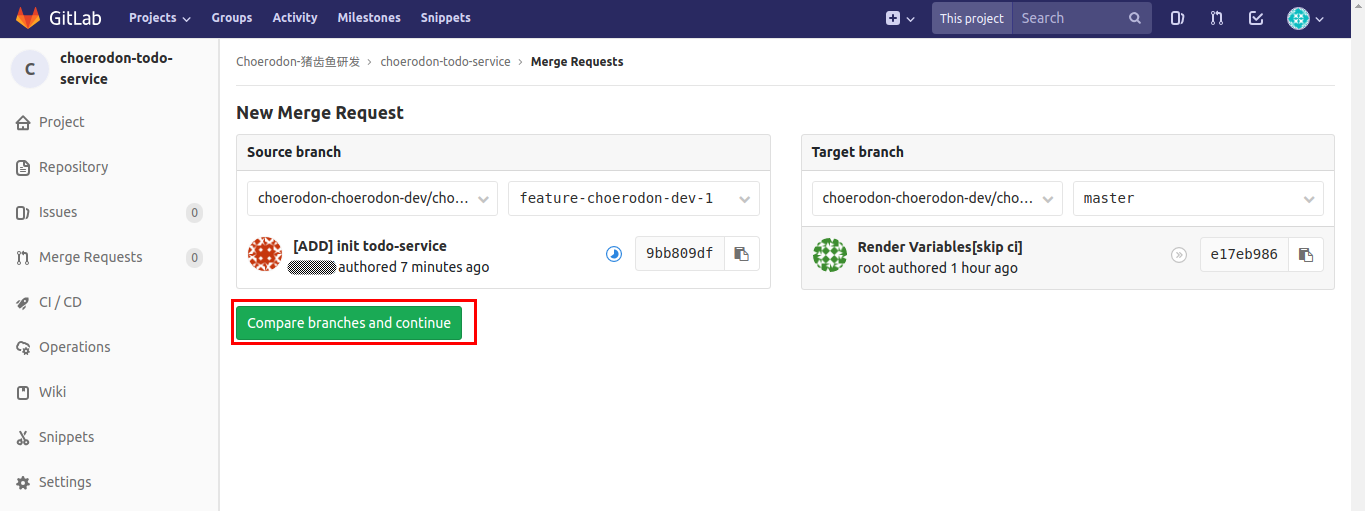 GitLab Projects Groups Activity Milestones Snippets This project Search
C choerodon-todo-service
Project
Repository
Issues 0
Merge Requests 0
CI / CD
Operations
Wiki
Snippets
Settings
Choerodon-猪齿鱼研发 › choerodon-todo-service › Merge Requests
New Merge Request
Source branch
choerodon-choerodon-dev/cho... feature-choerodon-dev-1
[ADD] init todo-service
authored 7 minutes ago
9bb809df
Compare branches and continue
Target branch
choerodon-choerodon-dev/cho... master
Render Variables[skip ci]
root authored 1 hour ago
e17eb986